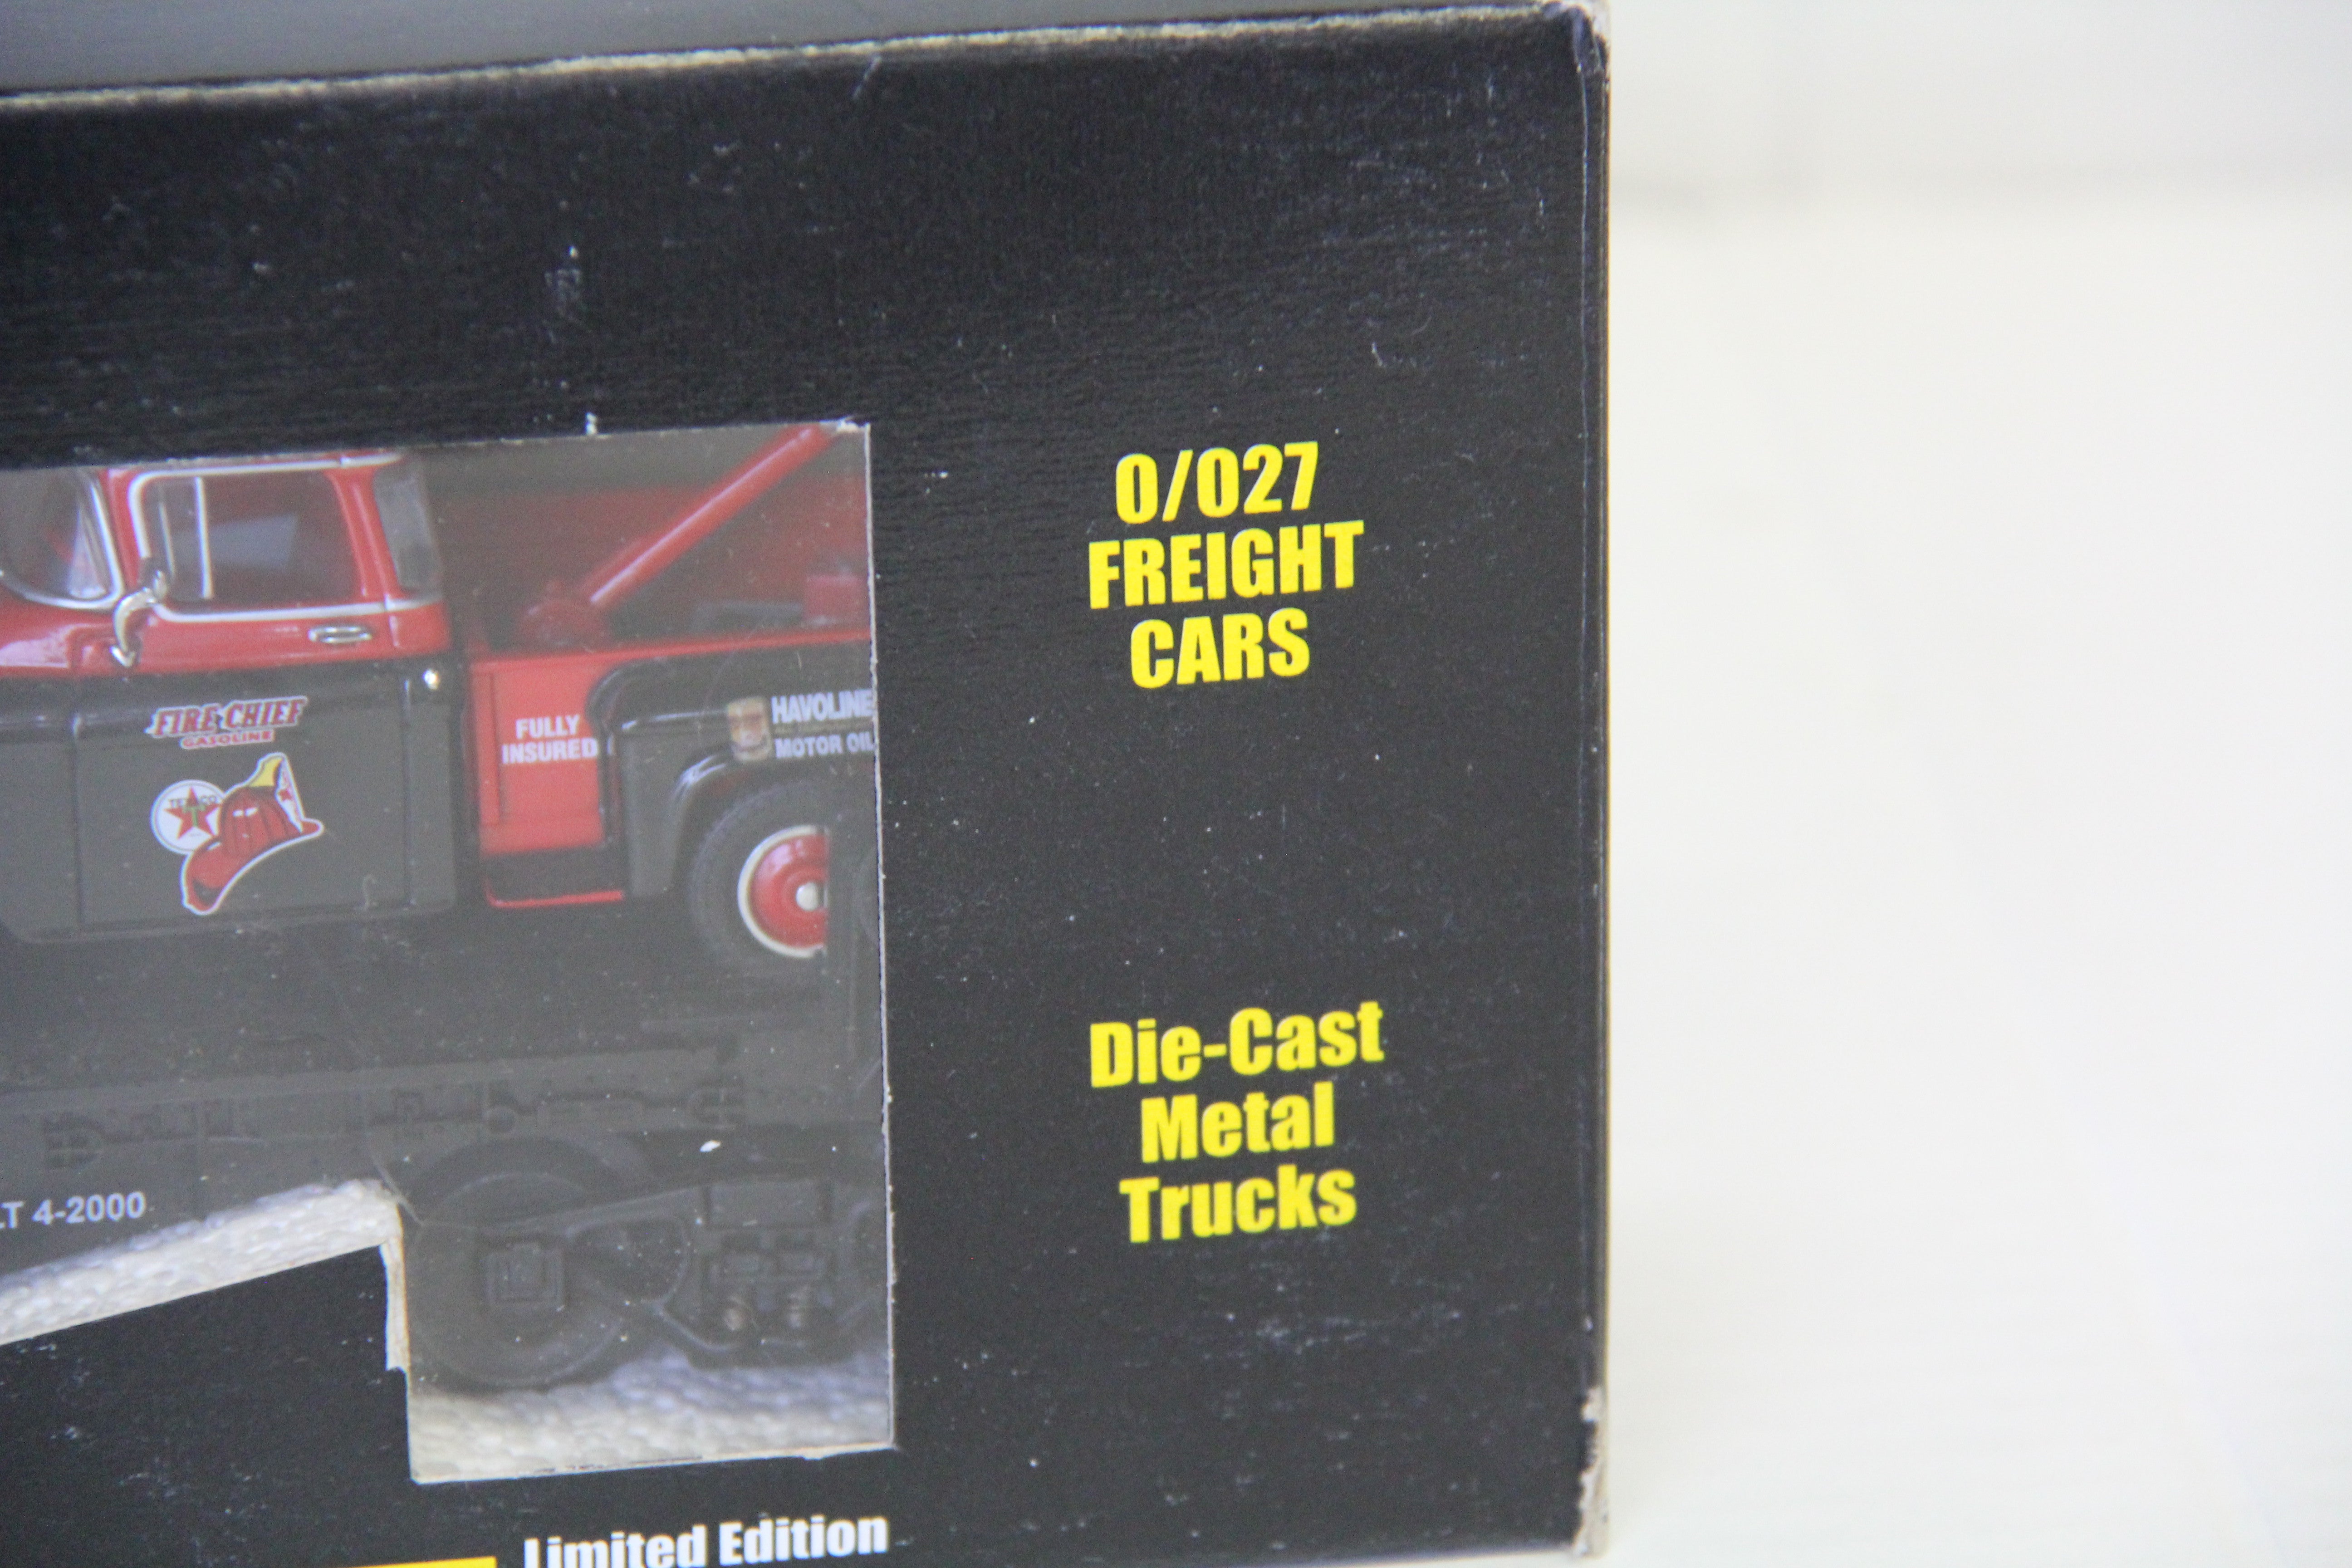 0/027
FREIGHT
CARS
FIRE CHIEF
GASOLINE
TEXACO
T
FULLY
INSURED
HAVOLINE
MOTOR OIL
Die-Cast
Metal
Trucks
LT 4-2000
Limited Edition